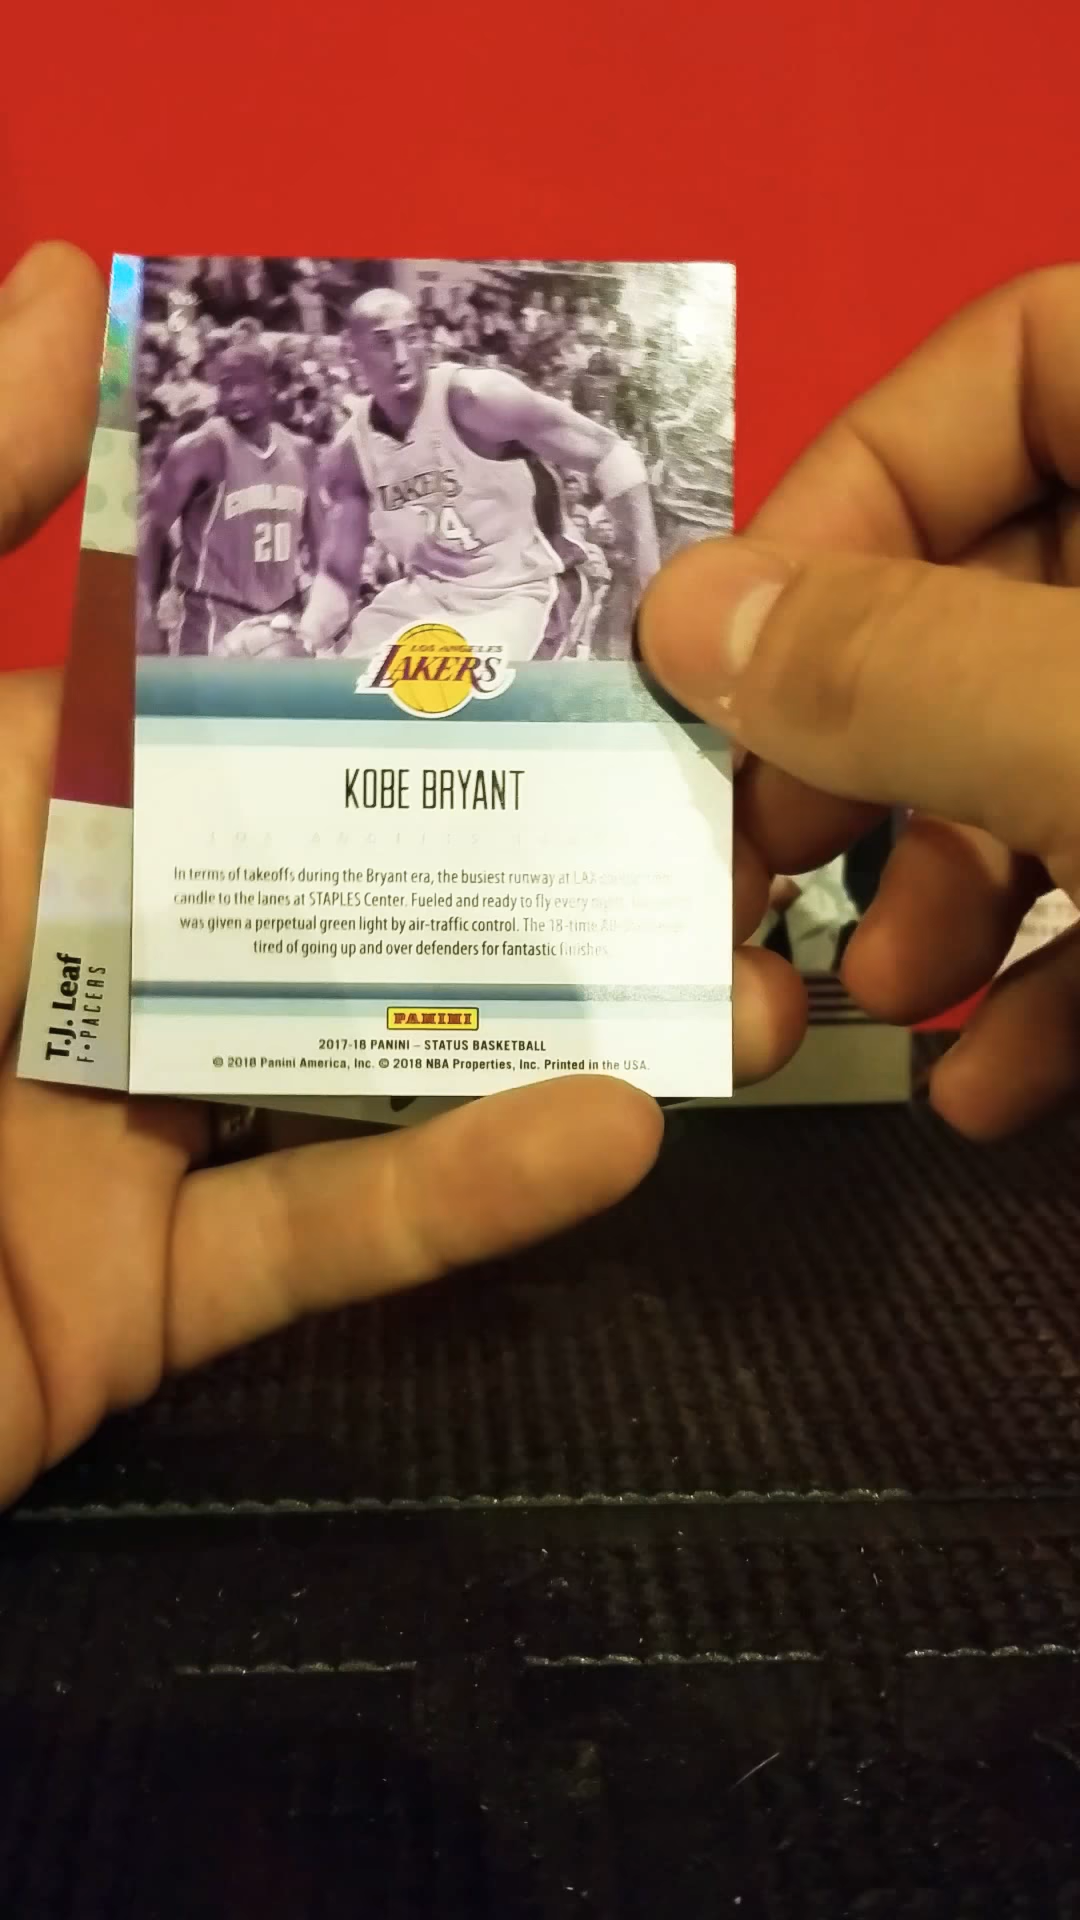 LAKERS
24
20
LOS ANGELES
LAKERS
KOBE BRYANT
LOS ANGELES
In terms of takeoffs during the Bryant era, the busiest runway at LAX
candle to the lanes at STAPLES Center. Fueled and ready to fly every night,
was given a perpetual green light by air-traffic control. The 18-time
tired of going up and over defenders for fantastic finishes.
PANINI
2017-18 PANINI – STATUS BASKETBALL
© 2018 Panini America, Inc. © 2018 NBA Properties, Inc. Printed in the USA.
T.J. Leaf
F • PACERS